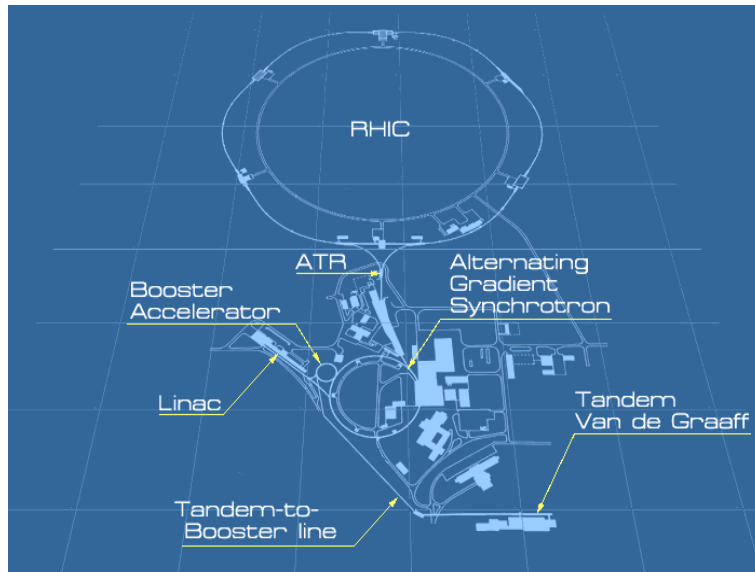 RHIC
ATR
Alternating
Gradient
Synchrotron
Booster
Accelerator
Linac
Tandem
Van de Graaff
Tandem-to-
Booster line